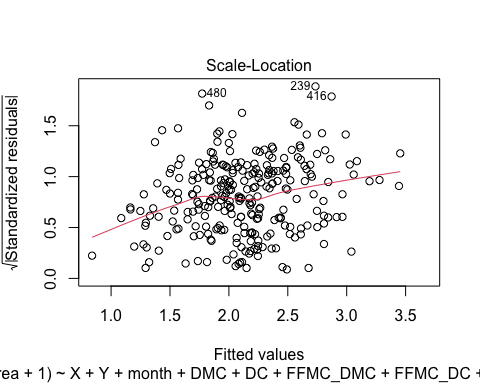 Scale-Location
√|Standardized residuals|
0.0 0.5 1.0 1.5
480
239
416
1.0 1.5 2.0 2.5 3.0 3.5
Fitted values
rea + 1) ~ X + Y + month + DMC + DC + FFMC_DMC + FFMC_DC +